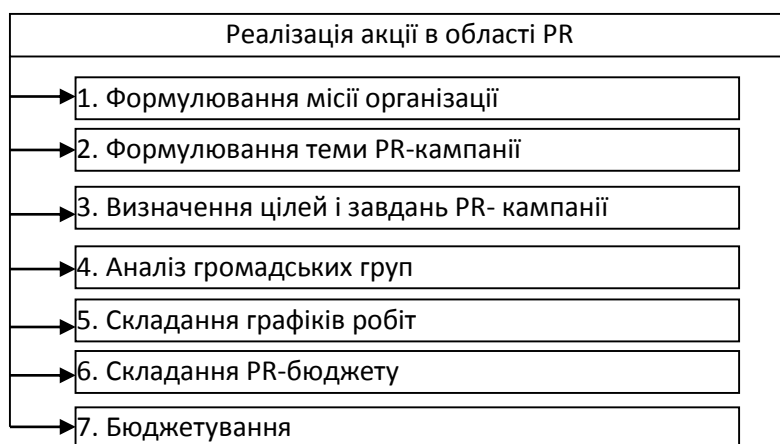 Реалізація акції в області PR
1. Формулювання місії організації
2. Формулювання теми PR-кампанії
3. Визначення цілей і завдань PR- кампанії
4. Аналіз громадських груп
5. Складання графіків робіт
6. Складання PR-бюджету
7. Бюджетування